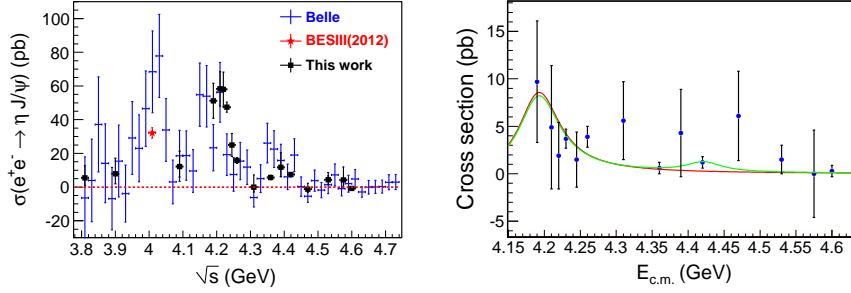 σ(e⁺e⁻ → η J/ψ) (pb)
100
80
60
40
20
0
-20
Belle
BESIII(2012)
This work
3.8 3.9 4 4.1 4.2 4.3 4.4 4.5 4.6 4.7
√s (GeV)
Cross section (pb)
15
10
5
0
4.15 4.2 4.25 4.3 4.35 4.4 4.45 4.5 4.55 4.6
E_c.m. (GeV)